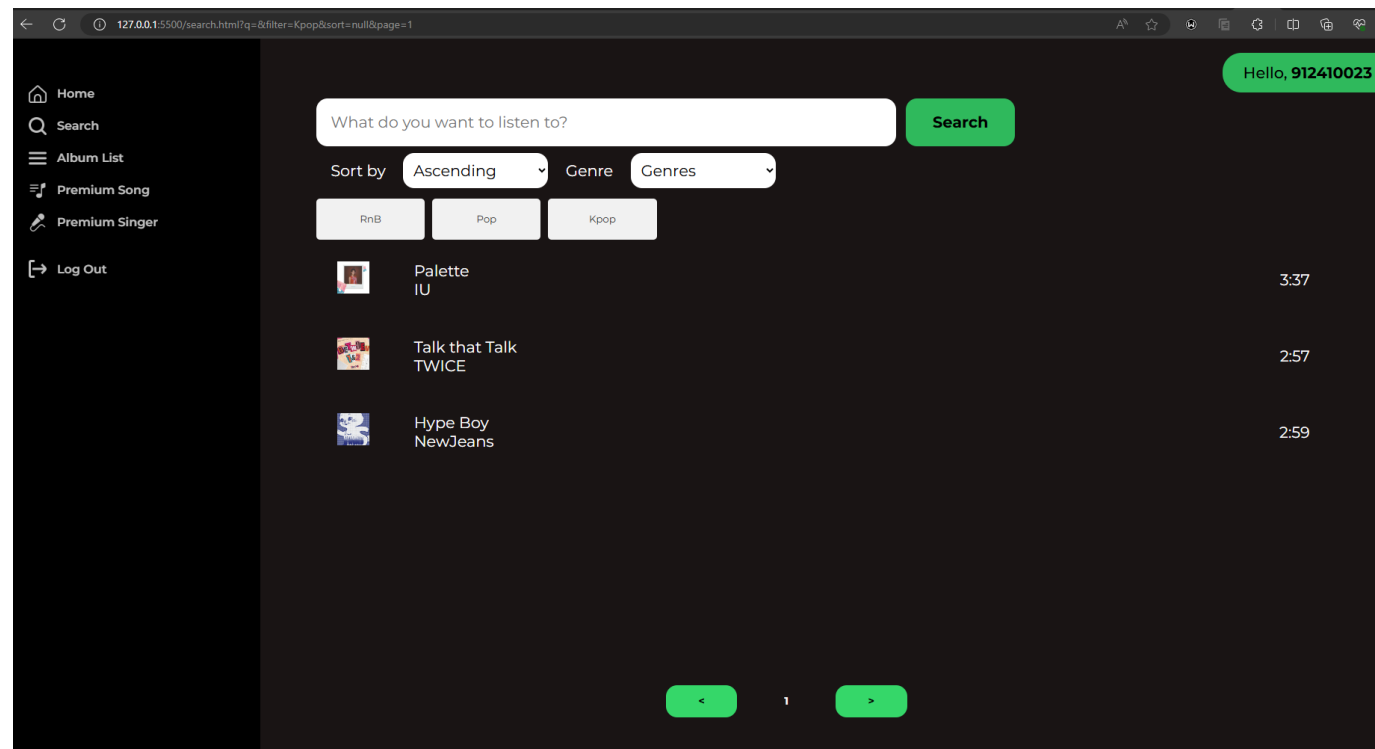 127.0.0.1:5500/search.html?q=&filter=Kpop&sort=null&page=1
Hello, 912410023
Home
Search
Album List
Premium Song
Premium Singer
Log Out
What do you want to listen to?
Search
Sort by Ascending Genre Genres
RnB Pop Kpop
Palette
IU
3:37
Talk that Talk
TWICE
2:57
Hype Boy
NewJeans
2:59
< 1 >